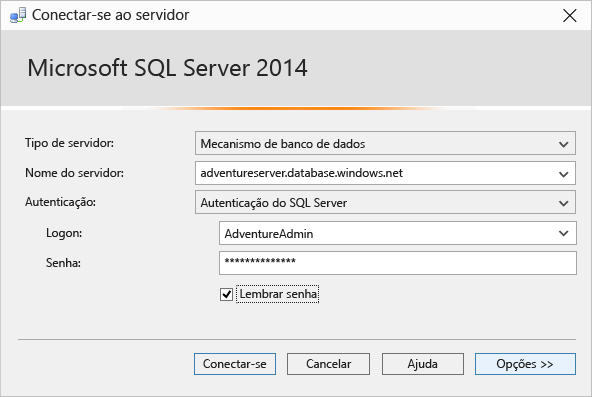 Conectar-se ao servidor
Microsoft SQL Server 2014
Tipo de servidor: Mecanismo de banco de dados
Nome do servidor: adventureserver.database.windows.net
Autenticação: Autenticação do SQL Server
Logon: AdventureAdmin
Senha: **************
Lembrar senha
Conectar-se Cancelar Ajuda Opções >>